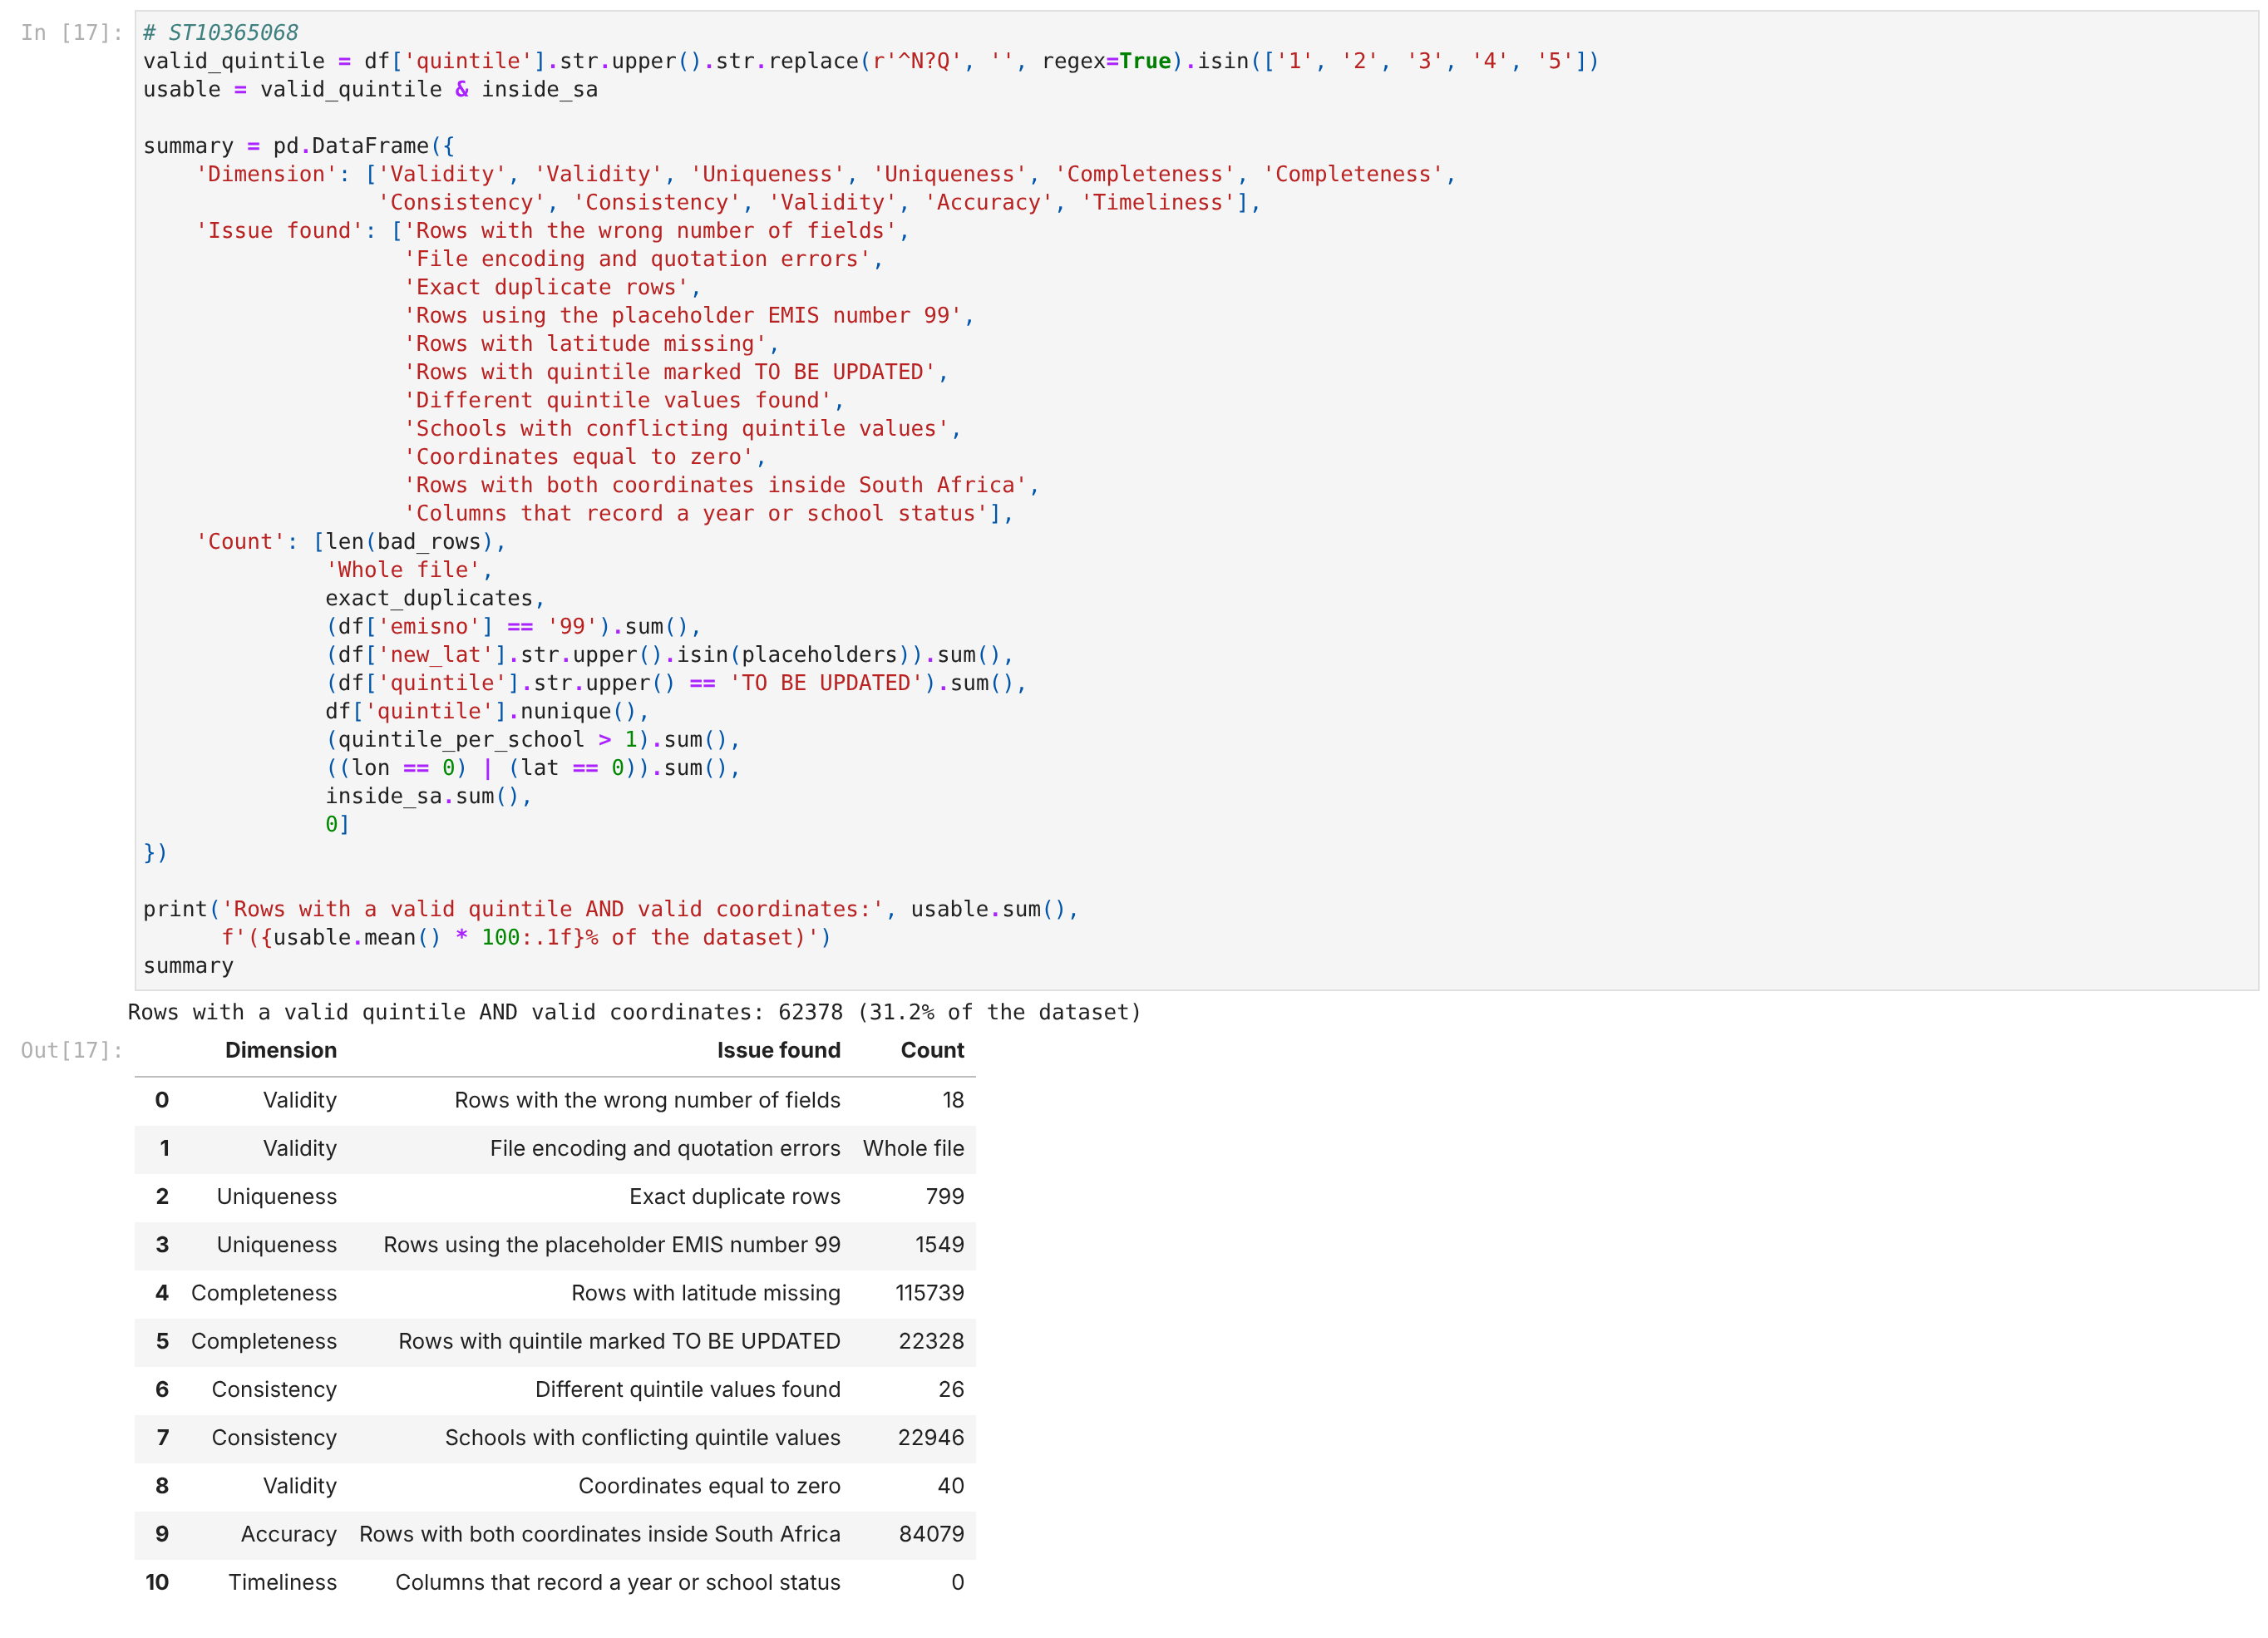 In [17]:
# ST10365068
valid_quintile = df['quintile'].str.upper().str.replace(r'^N?Q', '', regex=True).isin(['1', '2', '3', '4', '5'])
usable = valid_quintile & inside_sa
summary = pd.DataFrame({
    'Dimension': ['Validity', 'Validity', 'Uniqueness', 'Uniqueness', 'Completeness', 'Completeness',
                  'Consistency', 'Consistency', 'Validity', 'Accuracy', 'Timeliness'],
    'Issue found': ['Rows with the wrong number of fields',
                    'File encoding and quotation errors',
                    'Exact duplicate rows',
                    'Rows using the placeholder EMIS number 99',
                    'Rows with latitude missing',
                    'Rows with quintile marked TO BE UPDATED',
                    'Different quintile values found',
                    'Schools with conflicting quintile values',
                    'Coordinates equal to zero',
                    'Rows with both coordinates inside South Africa',
                    'Columns that record a year or school status'],
    'Count': [len(bad_rows),
              'Whole file',
              exact_duplicates,
              (df['emisno'] == '99').sum(),
              (df['new_lat'].str.upper().isin(placeholders)).sum(),
              (df['quintile'].str.upper() == 'TO BE UPDATED').sum(),
              df['quintile'].nunique(),
              (quintile_per_school > 1).sum(),
              ((lon == 0) | (lat == 0)).sum(),
              inside_sa.sum(),
              0]
})
print('Rows with a valid quintile AND valid coordinates:', usable.sum(),
      f'({usable.mean() * 100:.1f}% of the dataset)')
summary
Rows with a valid quintile AND valid coordinates: 62378 (31.2% of the dataset)
Out[17]:
Dimension Issue found Count
0 Validity Rows with the wrong number of fields 18
1 Validity File encoding and quotation errors Whole file
2 Uniqueness Exact duplicate rows 799
3 Uniqueness Rows using the placeholder EMIS number 99 1549
4 Completeness Rows with latitude missing 115739
5 Completeness Rows with quintile marked TO BE UPDATED 22328
6 Consistency Different quintile values found 26
7 Consistency Schools with conflicting quintile values 22946
8 Validity Coordinates equal to zero 40
9 Accuracy Rows with both coordinates inside South Africa 84079
10 Timeliness Columns that record a year or school status 0